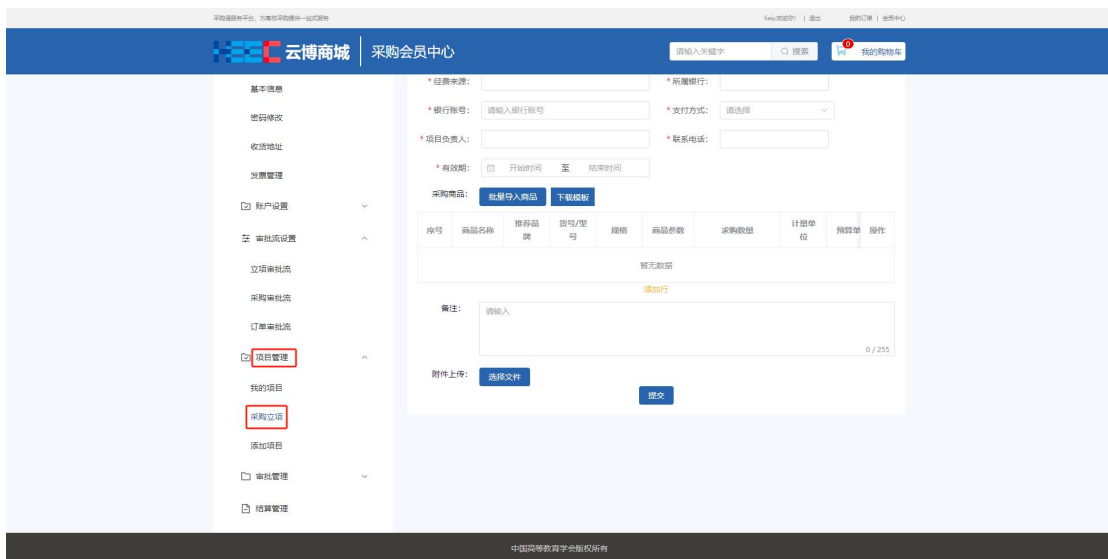 采购通服务平台，为高校采购提供一站式服务
欢迎您! | 退出 我的订单 | 会员中心
HEEC 云博商城 采购会员中心 请输入关键字 搜索 0 我的购物车
基本信息
密码修改
收货地址
发票管理
账户设置
审批流设置
立项审批流
采购审批流
订单审批流
项目管理
我的项目
采购立项
添加项目
审批管理
结算管理
* 经费来源: * 所属银行:
* 银行账号: 请输入银行账号 * 支付方式: 请选择
* 项目负责人: * 联系电话:
* 有效期: 开始时间 至 结束时间
采购商品: 批量导入商品 下载模板
序号 商品名称 推荐品牌 货号/型号 规格 商品参数 求购数量 计量单位 预算单 操作
暂无数据
添加行
备注: 请输入
0 / 255
附件上传: 选择文件
提交
中国高等教育学会版权所有